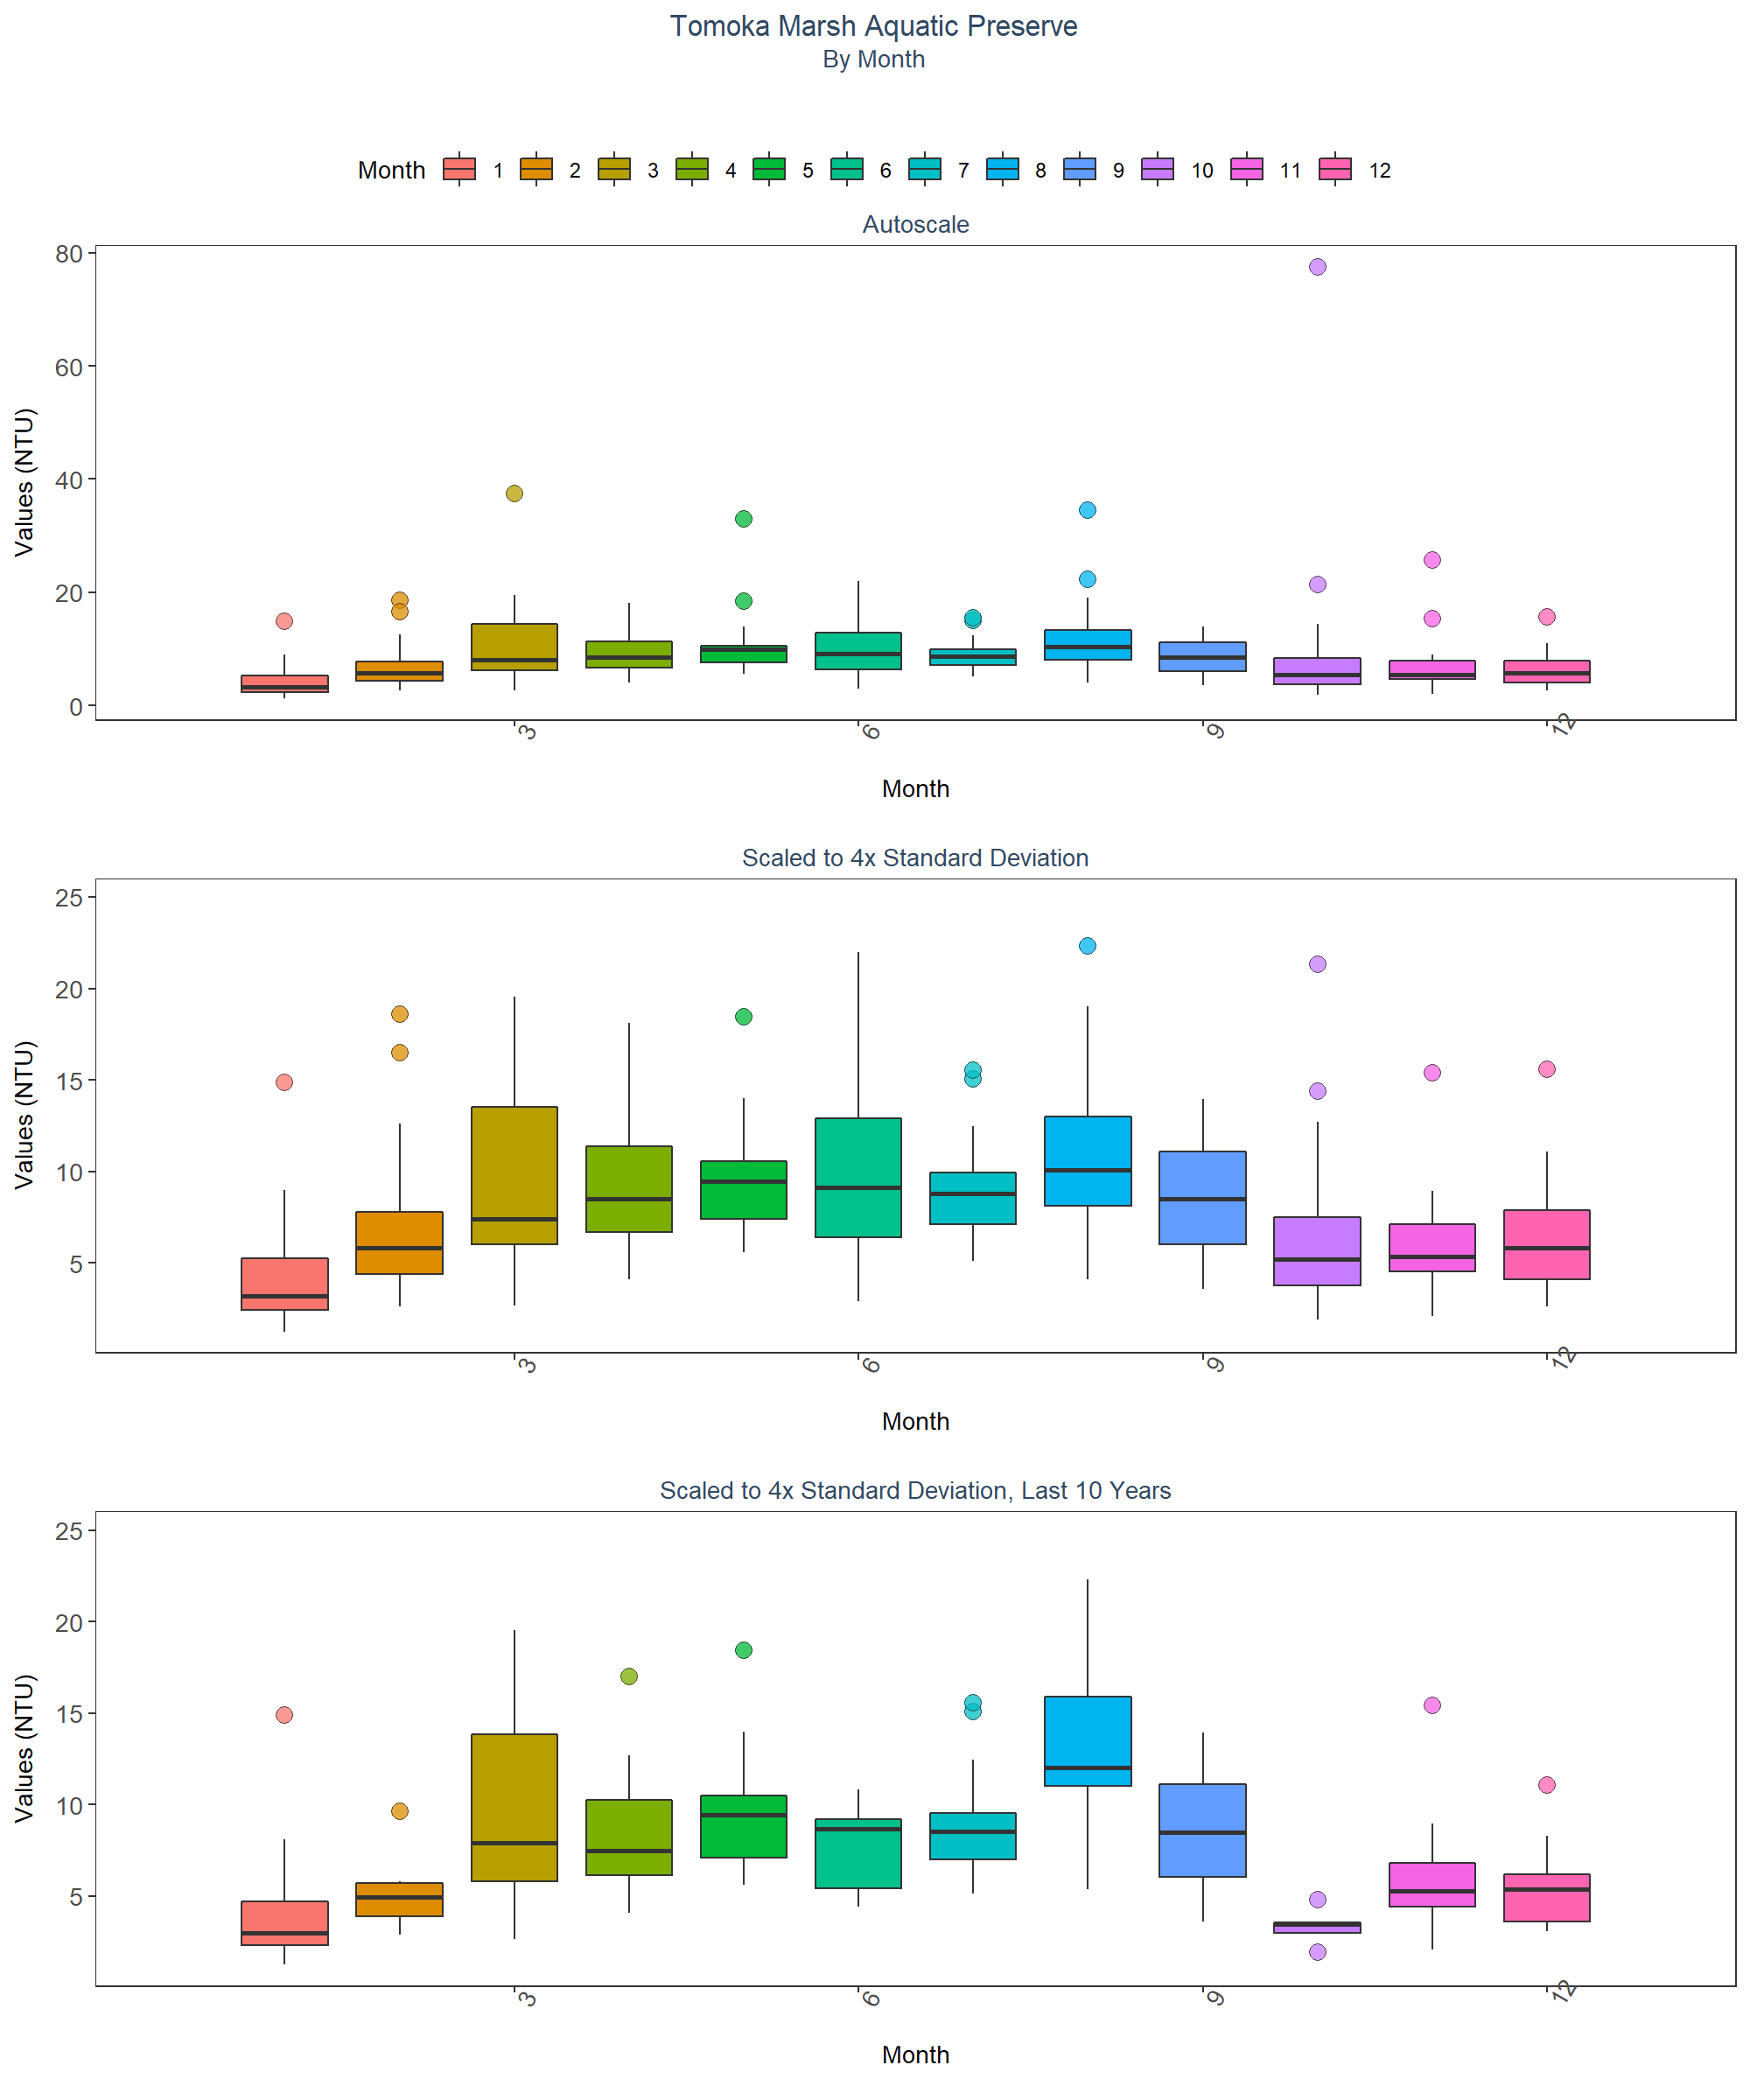 Tomoka Marsh Aquatic Preserve
By Month
Month 1 2 3 4 5 6 7 8 9 10 11 12
Autoscale
Values (NTU)
80
60
40
20
0
3 6 9 12
Month
Scaled to 4x Standard Deviation
Values (NTU)
25
20
15
10
5
3 6 9 12
Month
Scaled to 4x Standard Deviation, Last 10 Years
Values (NTU)
25
20
15
10
5
3 6 9 12
Month